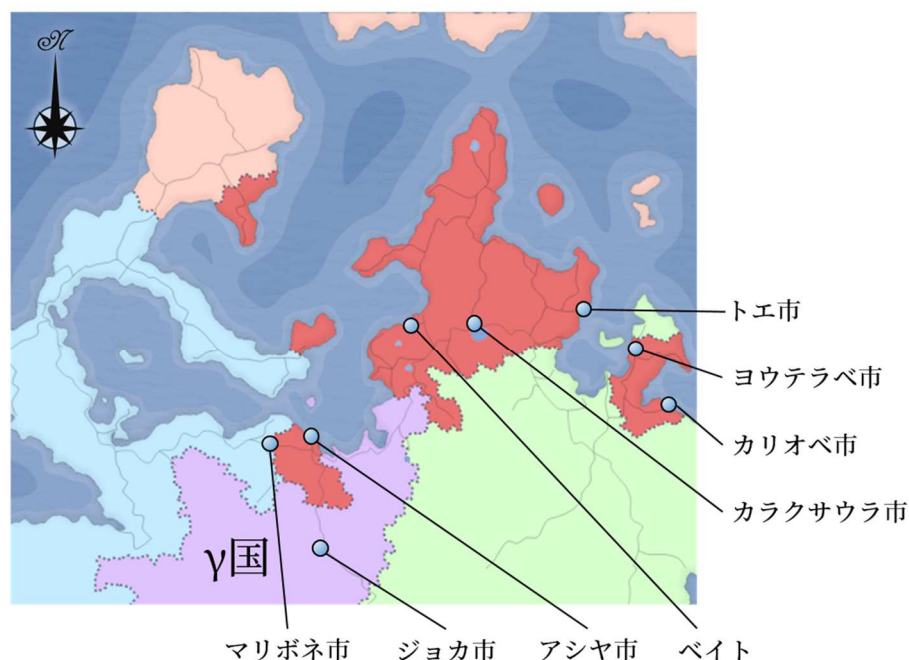 N
トエ市
ヨウテラベ市
カリオベ市
カラクサウラ市
γ国
マリボネ市
ジョカ市
アシヤ市
ベイト